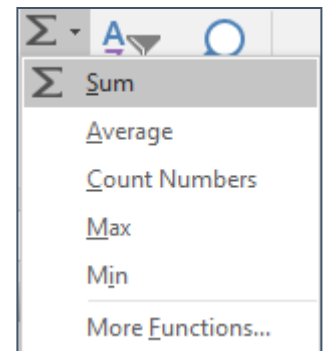 Σ
A
Σ Sum
Average
Count Numbers
Max
Min
More Functions...